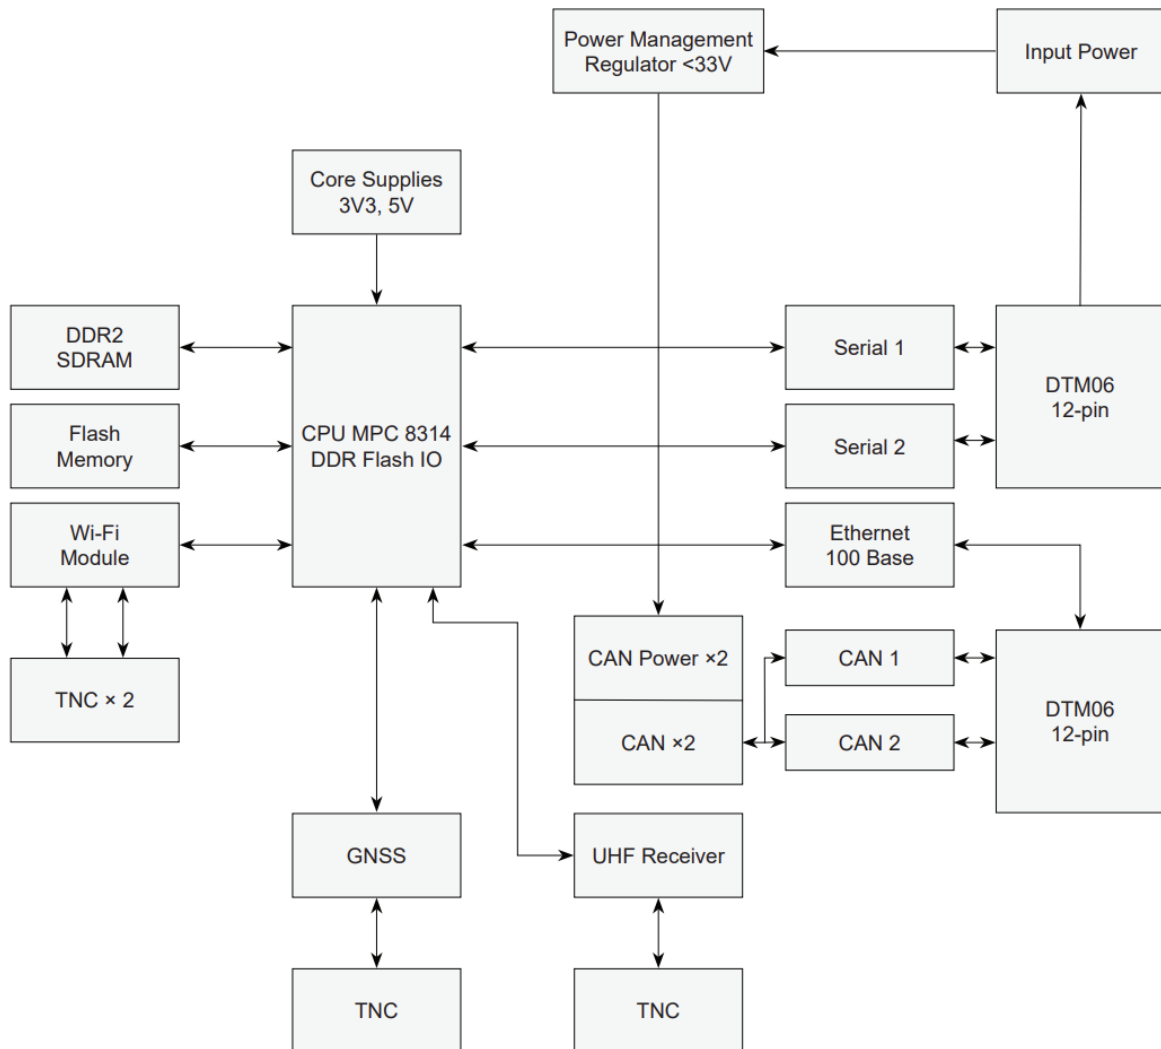 Power Management
Regulator <33V
Input Power
Core Supplies
3V3, 5V
DDR2
SDRAM
CPU MPC 8314
DDR Flash IO
Serial 1
DTM06
12-pin
Flash
Memory
Serial 2
Wi-Fi
Module
Ethernet
100 Base
CAN Power ×2
CAN 1
TNC × 2
CAN ×2
CAN 2
DTM06
12-pin
GNSS
UHF Receiver
TNC
TNC